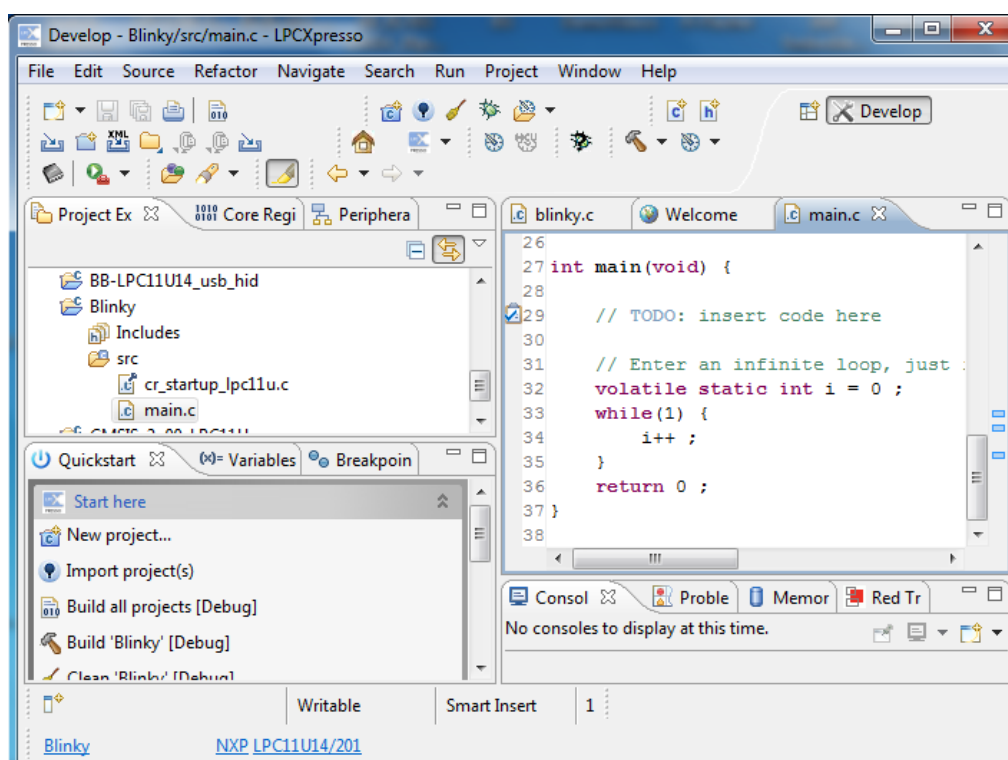 Develop - Blinky/src/main.c - LPCXpresso
File Edit Source Refactor Navigate Search Run Project Window Help
Develop
Project Ex
Core Regi
Periphera
BB-LPC11U14_usb_hid
Blinky
Includes
src
cr_startup_lpc11u.c
main.c
Quickstart
(x)= Variables
Breakpoin
Start here
New project...
Import project(s)
Build all projects [Debug]
Build 'Blinky' [Debug]
Clean 'Blinky' [Debug]
blinky.c
Welcome
main.c
26
27 int main(void) {
28
29 // TODO: insert code here
30
31 // Enter an infinite loop, just
32 volatile static int i = 0 ;
33 while(1) {
34 i++ ;
35 }
36 return 0 ;
37 }
38
Consol
Proble
Memor
Red Tr
No consoles to display at this time.
Writable
Smart Insert
1
Blinky
NXP LPC11U14/201